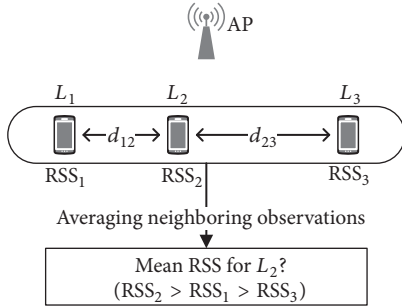 AP
L₁ L₂ L₃
d₁₂ d₂₃
RSS₁ RSS₂ RSS₃
Averaging neighboring observations
Mean RSS for L₂?
(RSS₂ > RSS₁ > RSS₃)